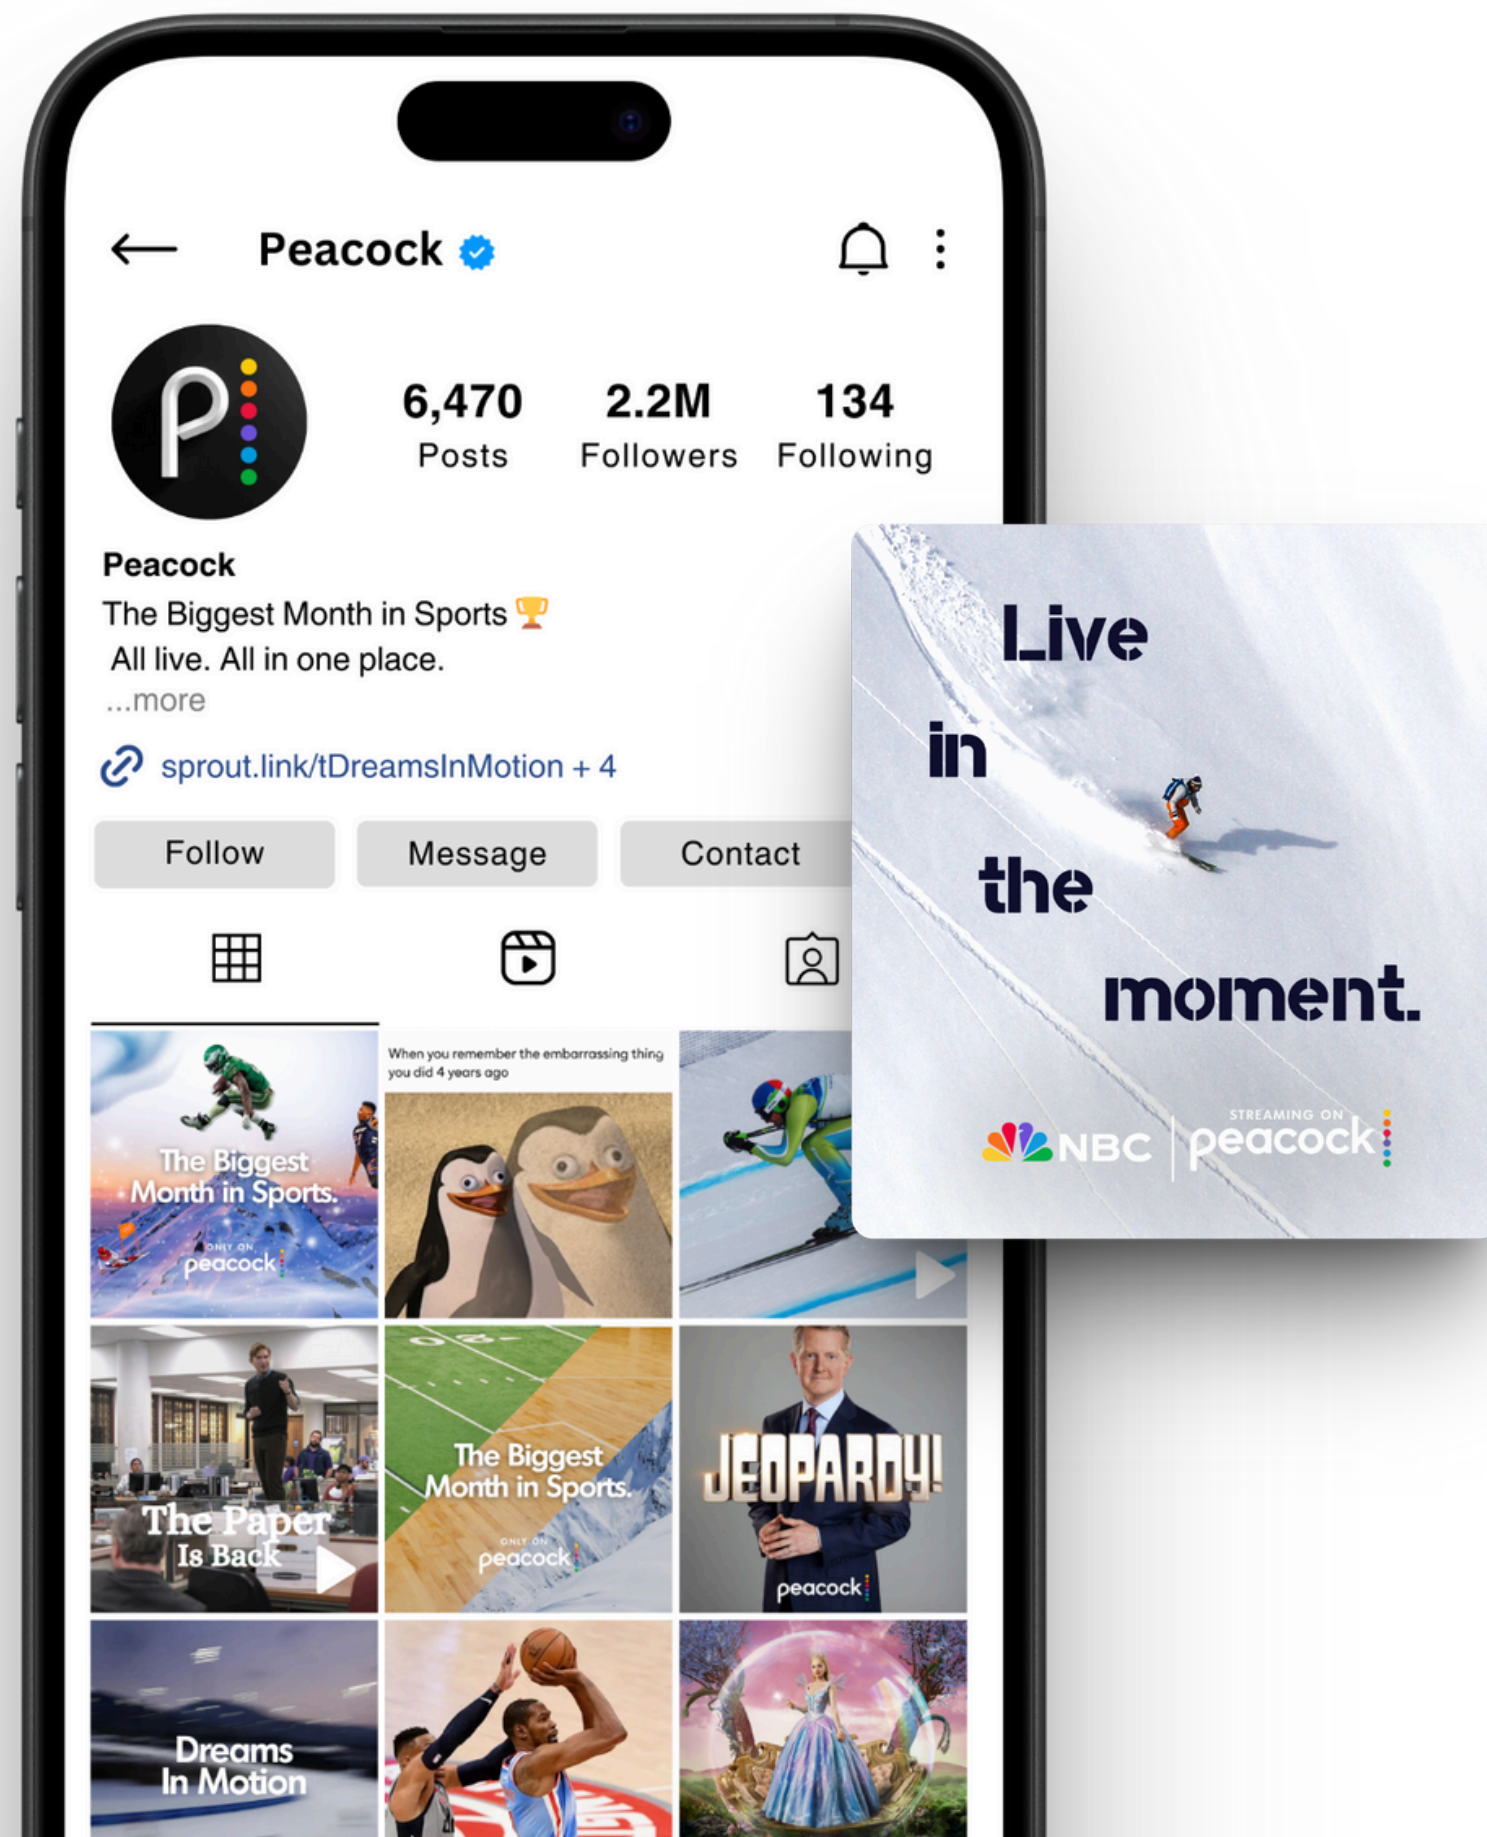 Peacock
6,470
Posts
2.2M
Followers
134
Following
Peacock
The Biggest Month in Sports 🏆
All live. All in one place.
...more
sprout.link/tDreamsInMotion + 4
Follow
Message
Contact
Live
in
the
moment.
NBC
STREAMING ON
peacock
The Biggest
Month in Sports.
ONLY ON
peacock
When you remember the embarrassing thing
you did 4 years ago
The Paper
Is Back
The Biggest
Month in Sports.
ONLY ON
peacock
JEOPARDY!
peacock
Dreams
In Motion